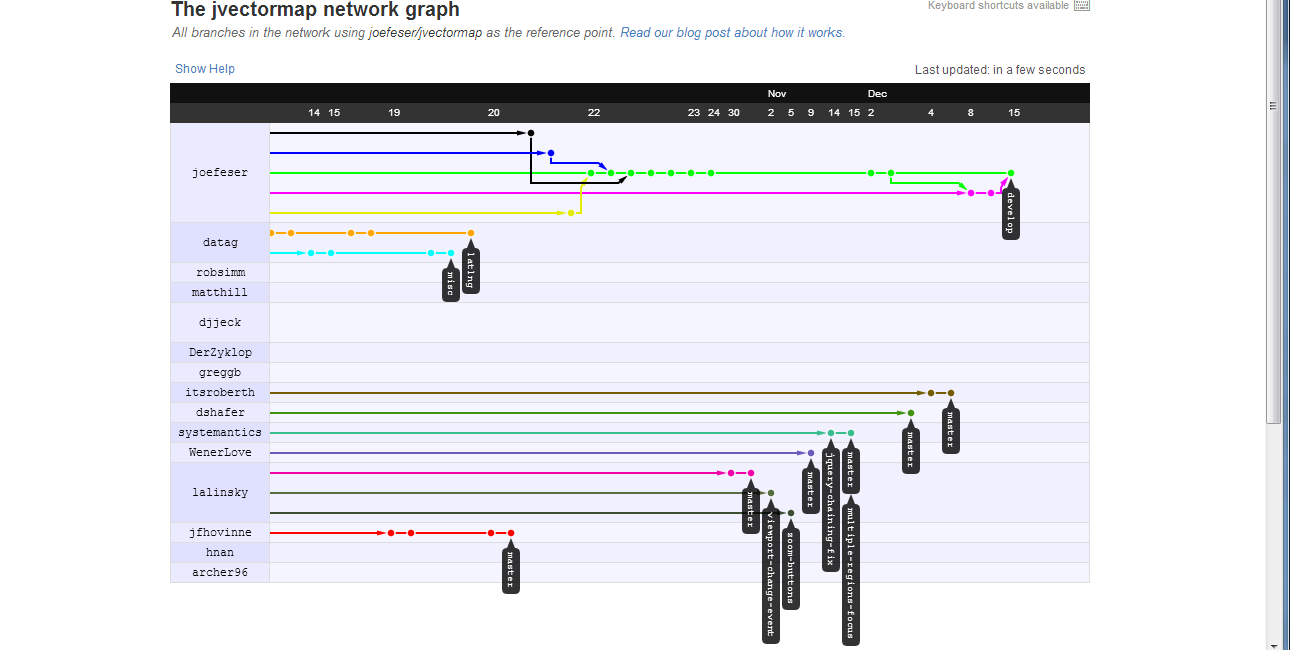 The jvectormap network graph
Keyboard shortcuts available
All branches in the network using joefeser/jvectormap as the reference point. Read our blog post about how it works.
Show Help
Last updated: in a few seconds
Nov Dec
14 15 19 20 22 23 24 30 2 5 9 14 15 2 4 8 15
joefeser
develop
datag
latlng
misc
robsimm
matthill
djjeck
DerZyklop
greggb
itsroberth
master
dshafer
master
systematics
jquery-chaining-fix
master
multiple-regions-focus
WenerLove
master
lalinsky
master
viewport-change-event
zoom-buttons
jfhovinne
master
hnan
archer96